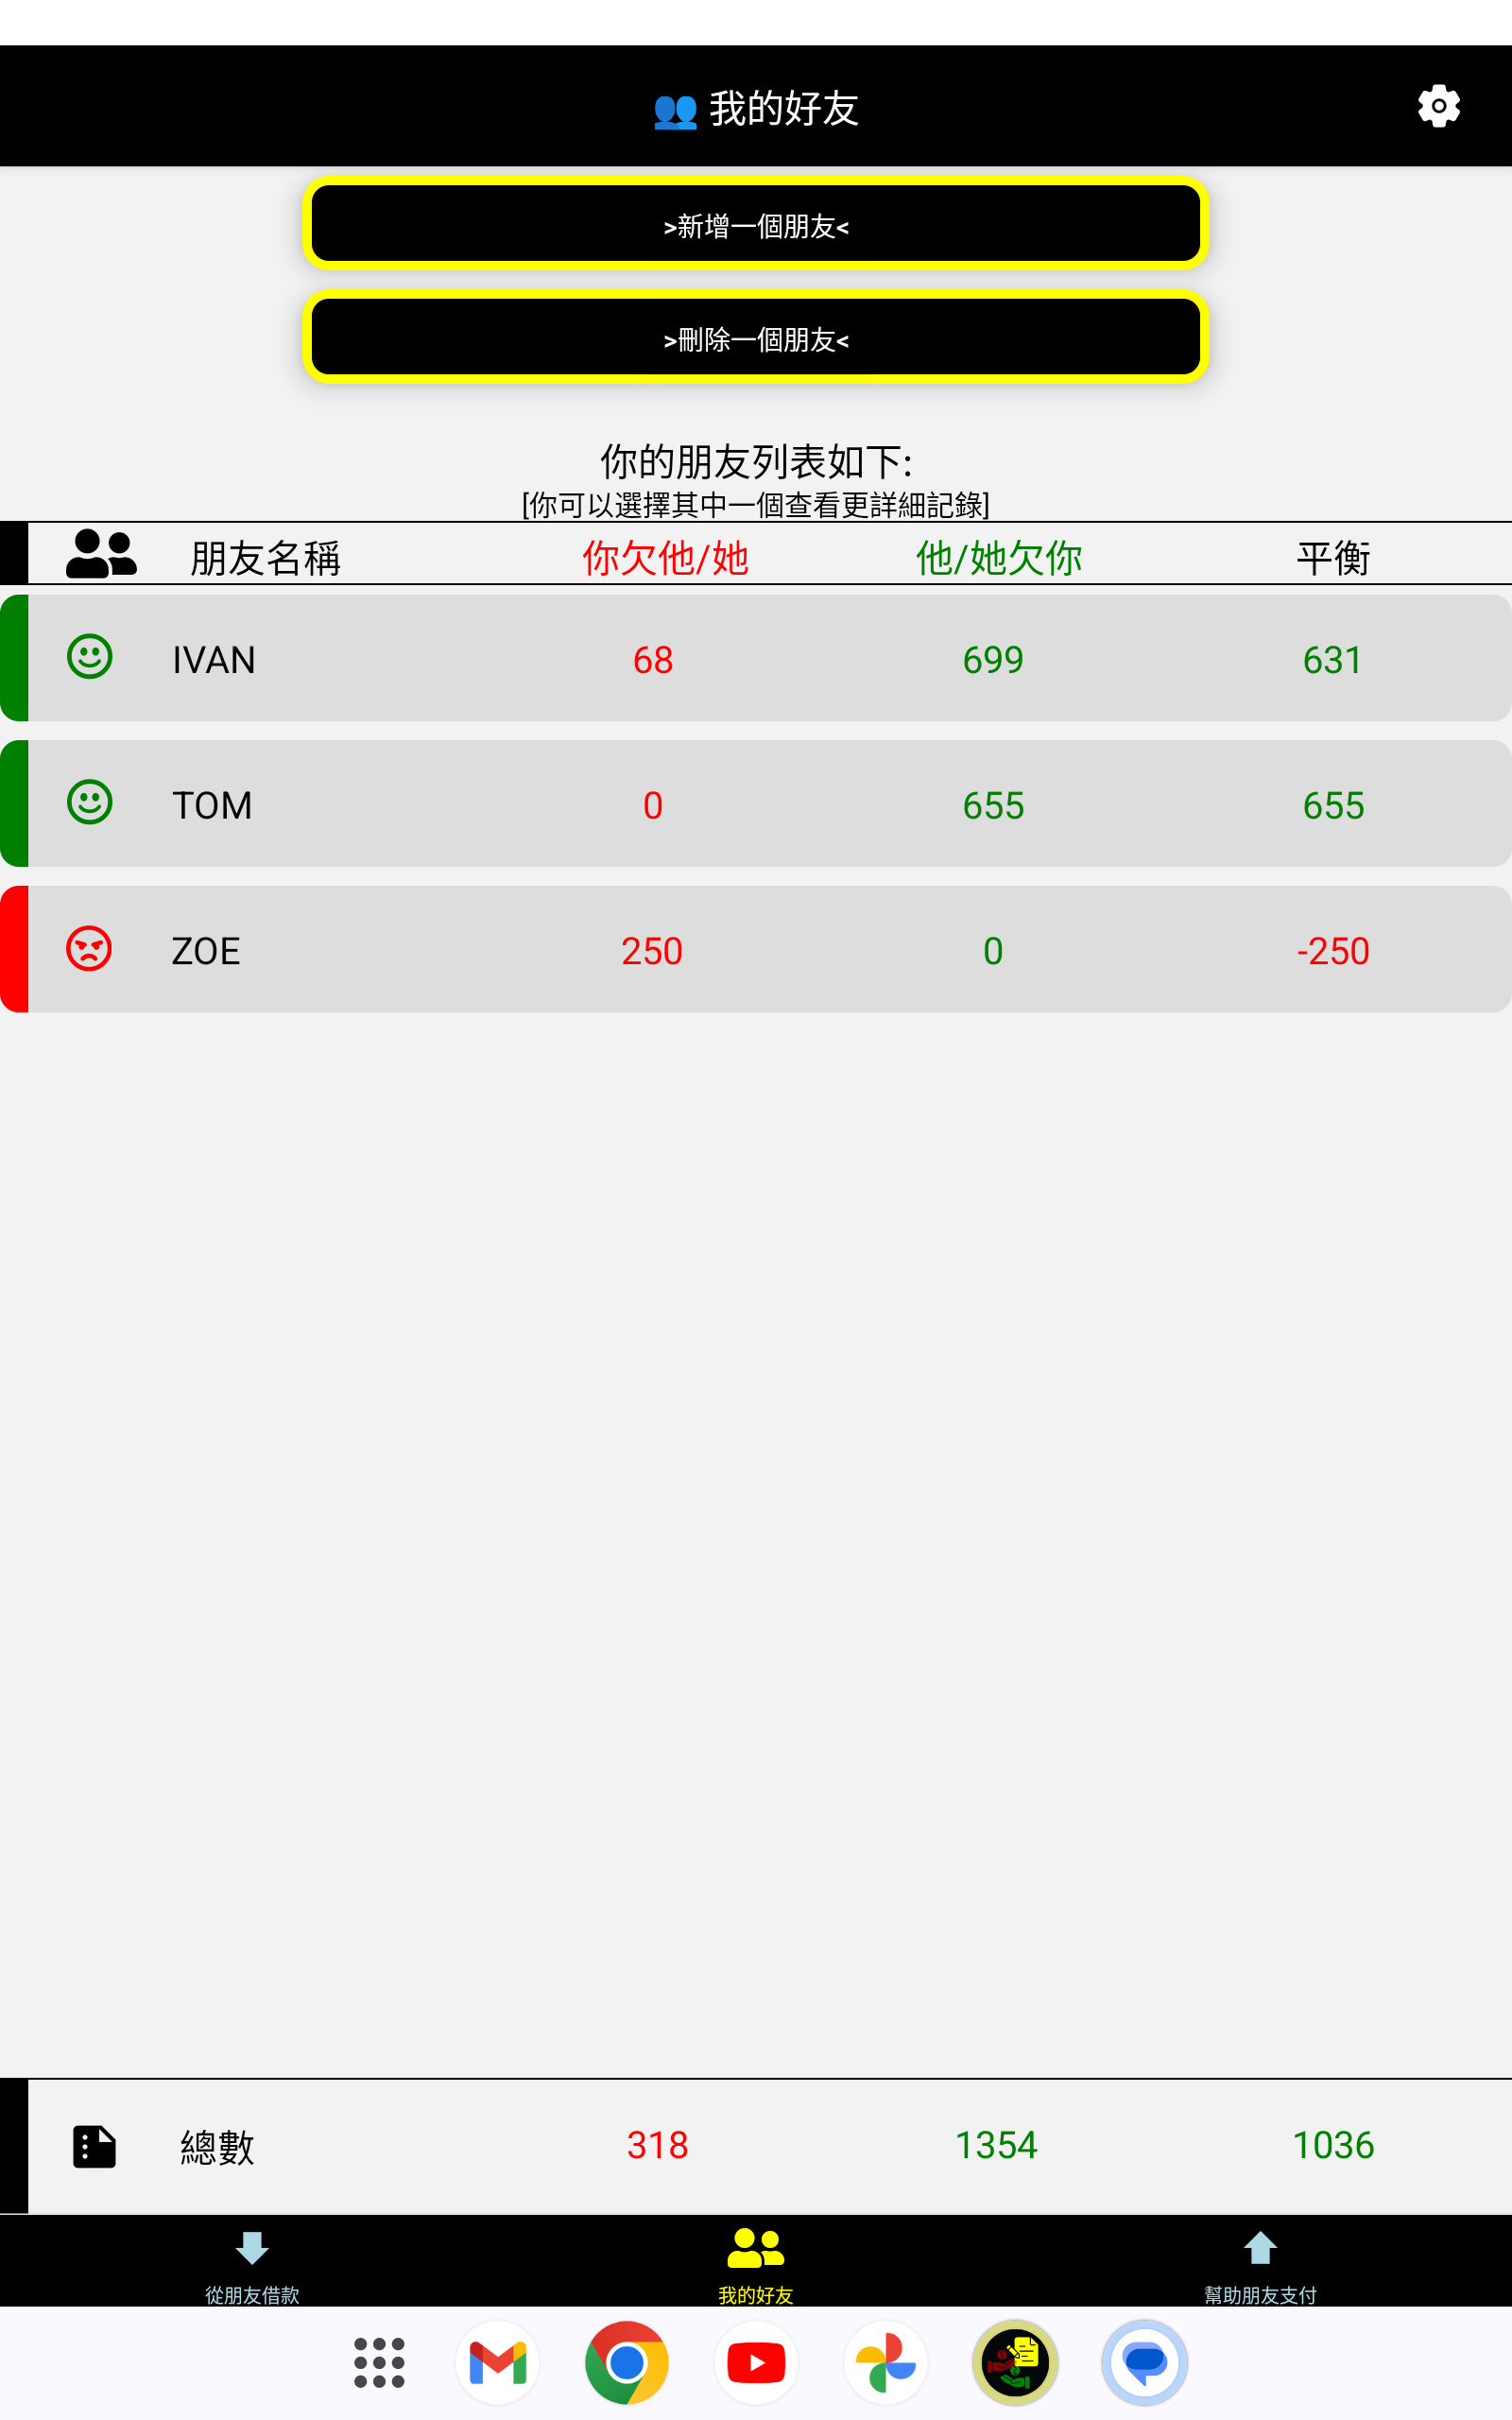 👥 我的好友
>新增一個朋友<
>刪除一個朋友<
你的朋友列表如下:
[你可以選擇其中一個查看更詳細記錄]
朋友名稱 你欠他/她 他/她欠你 平衡
IVAN 68 699 631
TOM 0 655 655
ZOE 250 0 -250
總數 318 1354 1036
從朋友借款 我的好友 幫助朋友支付